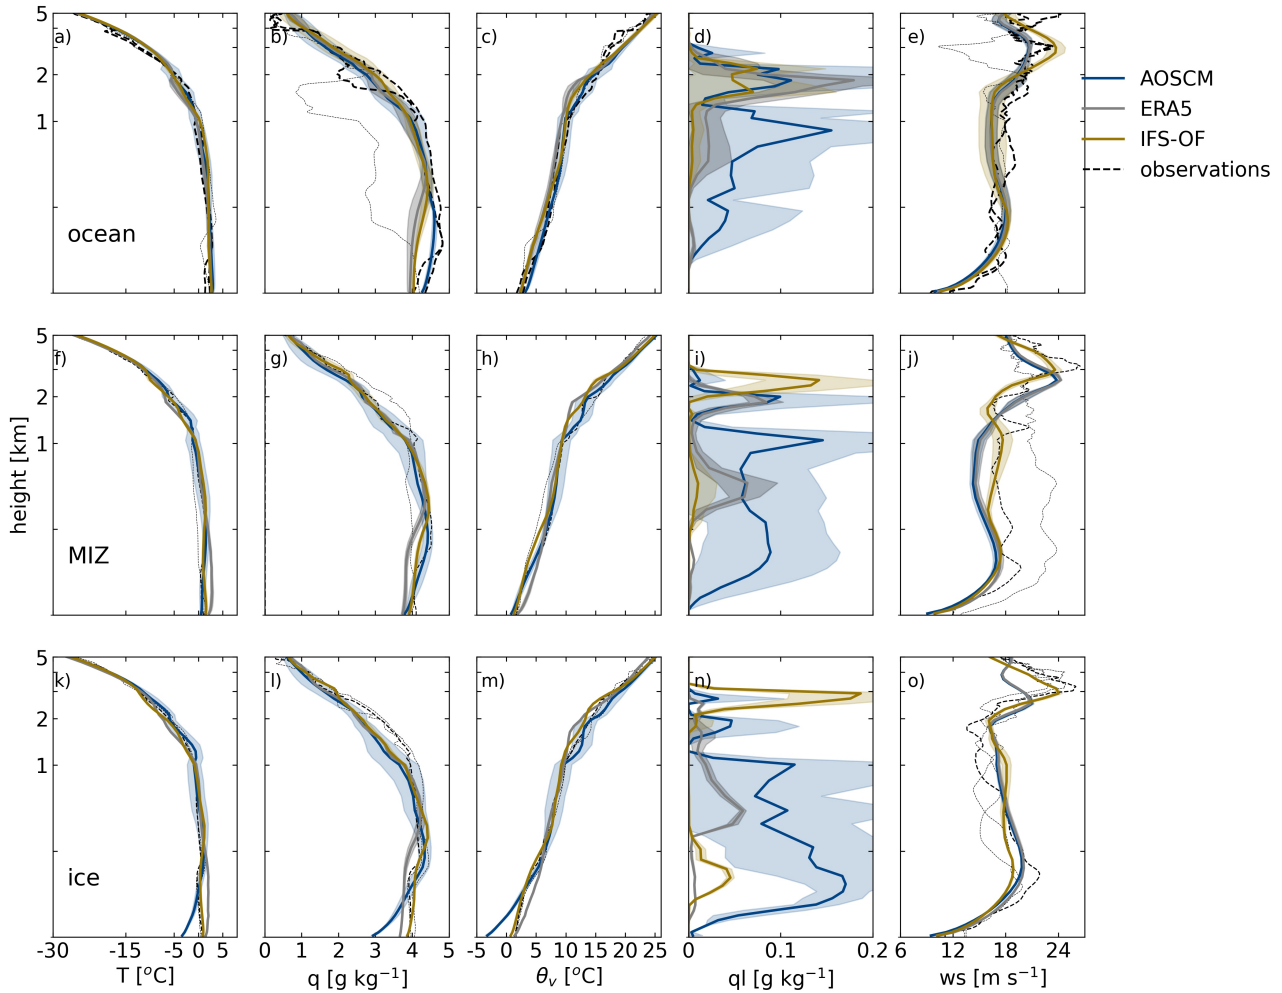 5
a)
b)
c)
d)
e)
2
1
ocean
AOSCM
ERA5
IFS-OF
observations
5
f)
g)
h)
i)
j)
2
1
MIZ
height [km]
5
k)
l)
m)
n)
o)
2
1
ice
-30 -15 -5 0 5
0 1 2 3 4 5
-5 0 5 10 15 20 25
0.0 0.1 0.2
6 12 18 24
T [°C]
q [g kg⁻¹]
θᵥ [°C]
ql [g kg⁻¹]
ws [m s⁻¹]